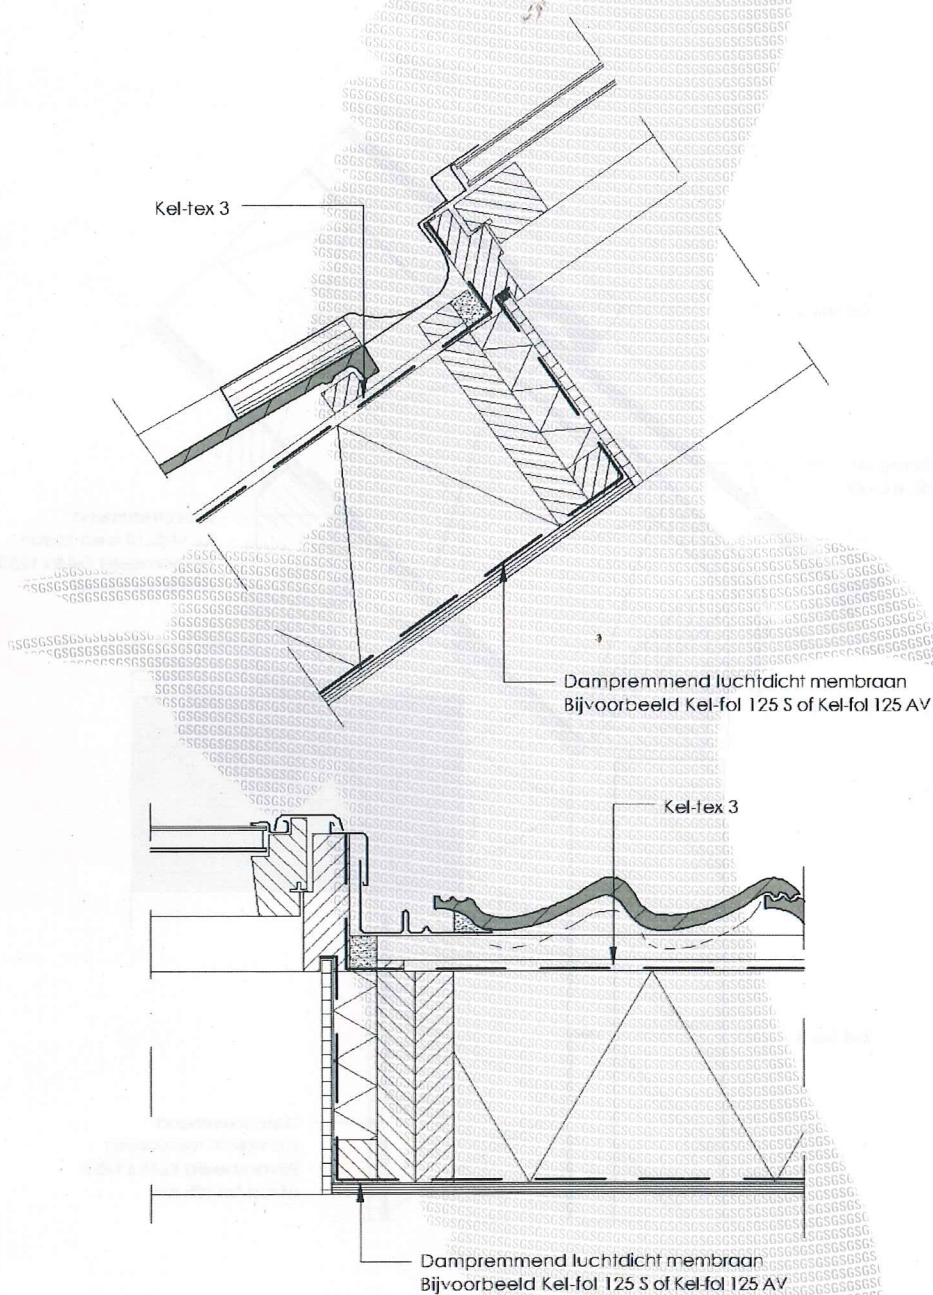 Kel-tex 3
Dampremmend luchtdicht membraan
Bijvoorbeeld Kel-fol 125 S of Kel-fol 125 AV
Kel-tex 3
Dampremmend luchtdicht membraan
Bijvoorbeeld Kel-fol 125 S of Kel-fol 125 AV